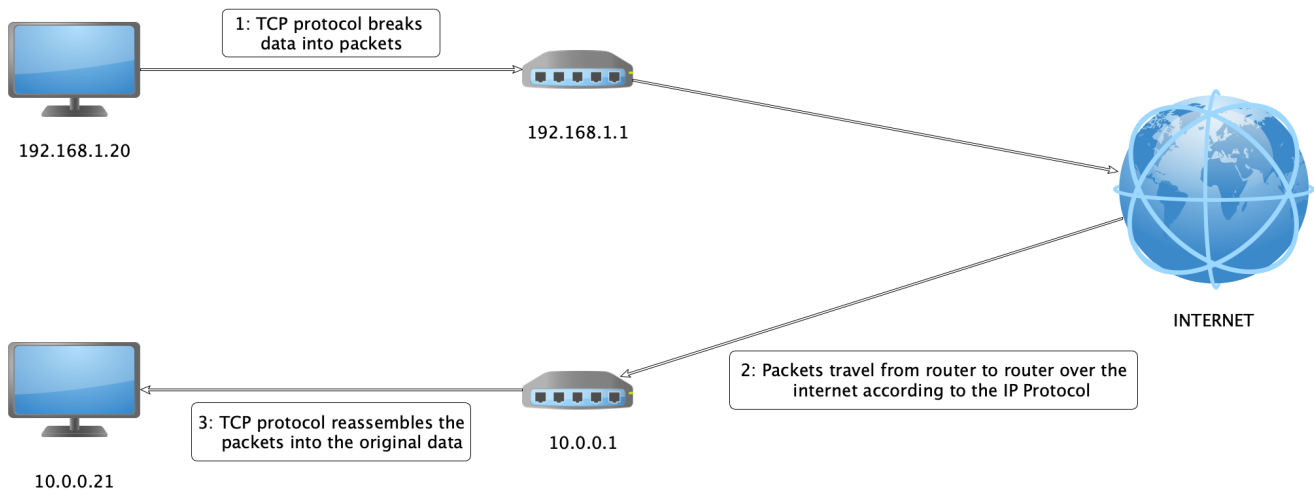 1: TCP protocol breaks
data into packets
192.168.1.20
192.168.1.1
INTERNET
2: Packets travel from router to router over the
internet according to the IP Protocol
3: TCP protocol reassembles the
packets into the original data
10.0.0.1
10.0.0.21